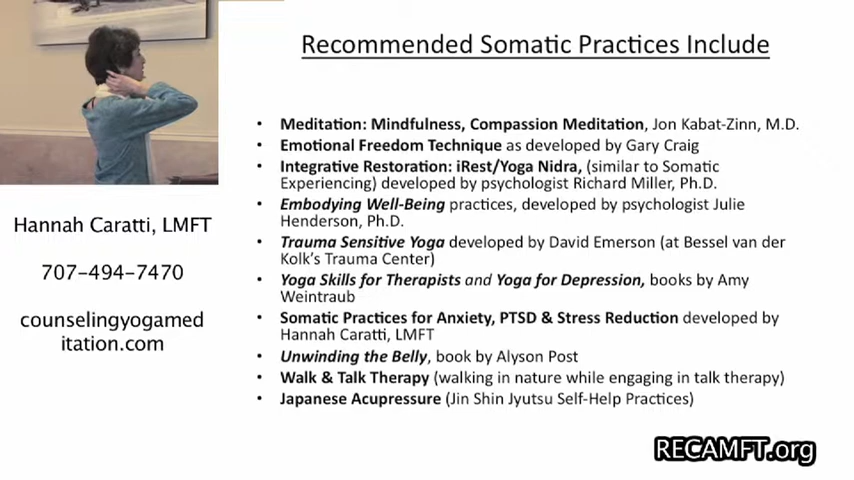 Recommended Somatic Practices Include
• Meditation: Mindfulness, Compassion Meditation, Jon Kabat-Zinn, M.D.
• Emotional Freedom Technique as developed by Gary Craig
• Integrative Restoration: iRest/Yoga Nidra, (similar to Somatic
Experiencing) developed by psychologist Richard Miller, Ph.D.
• Embodying Well-Being practices, developed by psychologist Julie
Henderson, Ph.D.
• Trauma Sensitive Yoga developed by David Emerson (at Bessel van der
Kolk's Trauma Center)
• Yoga Skills for Therapists and Yoga for Depression, books by Amy
Weintraub
• Somatic Practices for Anxiety, PTSD & Stress Reduction developed by
Hannah Caratti, LMFT
• Unwinding the Belly, book by Alyson Post
• Walk & Talk Therapy (walking in nature while engaging in talk therapy)
• Japanese Acupressure (Jin Shin Jyutsu Self-Help Practices)
Hannah Caratti, LMFT
707-494-7470
counselingyogamed
itation.com
RECAMFT.org